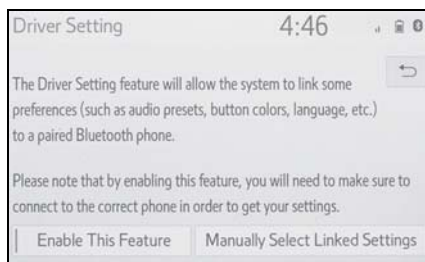 Driver Setting 4:46
The Driver Setting feature will allow the system to link some
preferences (such as audio presets, button colors, language, etc.)
to a paired Bluetooth phone.
Please note that by enabling this feature, you will need to make sure to
connect to the correct phone in order to get your settings.
Enable This Feature Manually Select Linked Settings